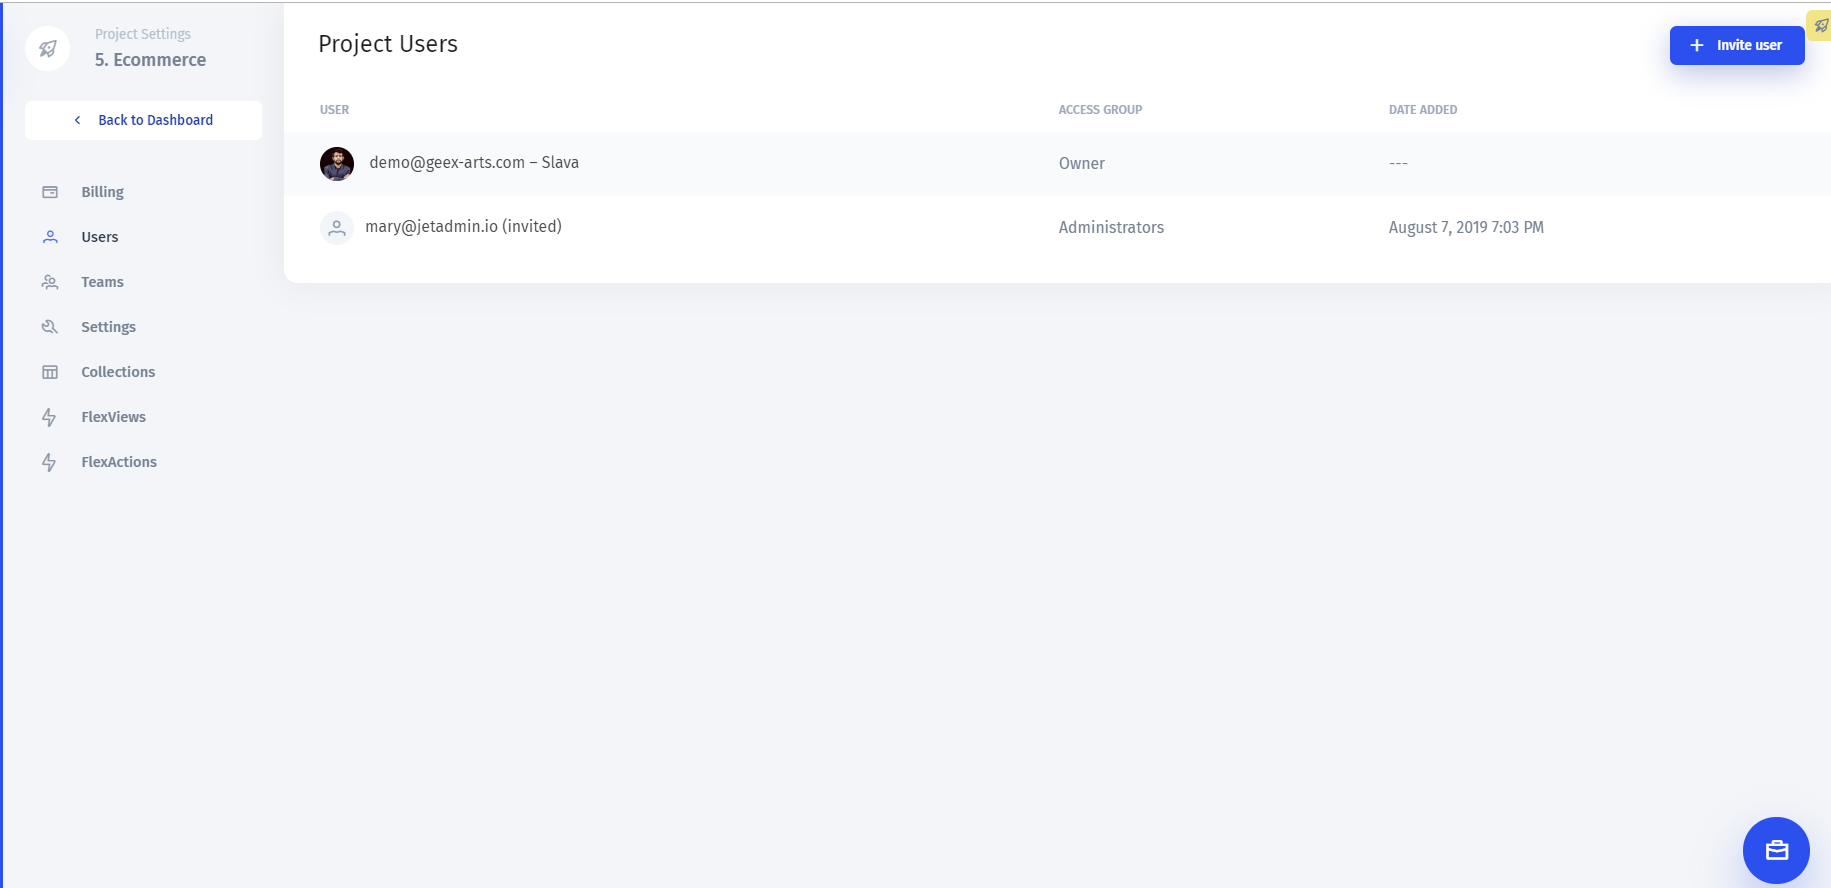 Project Settings
5. Ecommerce
Back to Dashboard
Billing
Users
Teams
Settings
Collections
FlexViews
FlexActions
Project Users
Invite user
USER ACCESS GROUP DATE ADDED
demo@geex-arts.com – Slava Owner ---
mary@jetadmin.io (invited) Administrators August 7, 2019 7:03 PM